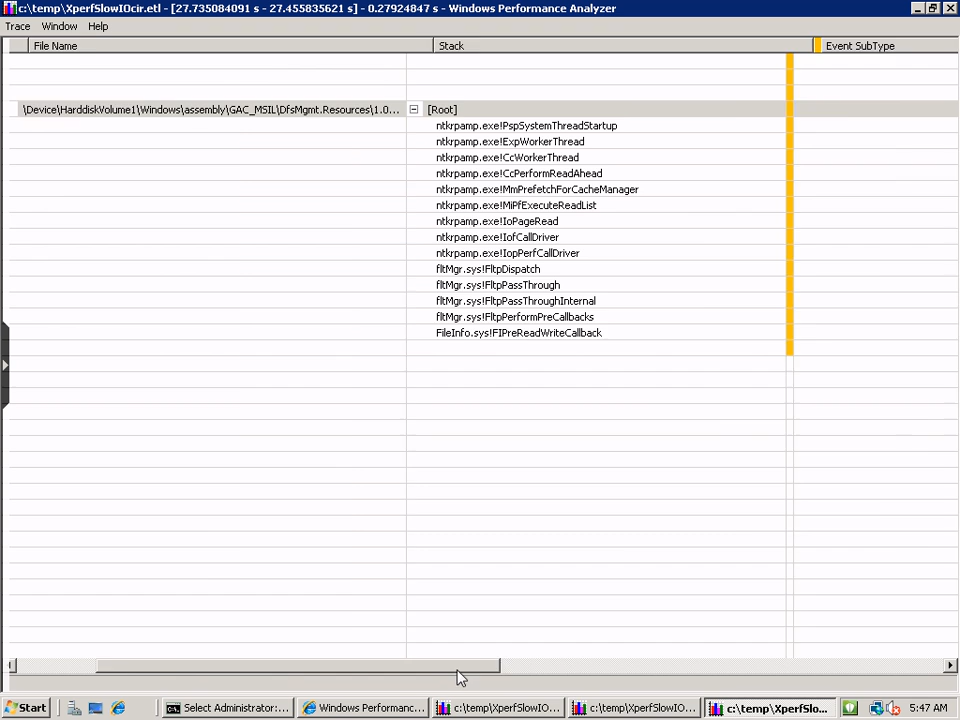 c:\temp\XperfSlowIOcir.etl - [27.735084091 s - 27.455835621 s] - 0.27924847 s - Windows Performance Analyzer
Trace Window Help
File Name Stack Event SubType
\Device\HarddiskVolume1\Windows\assembly\GAC_MSIL\DfsMgmt.Resources\1.0... [Root]
ntkrpamp.exe!PspSystemThreadStartup
ntkrpamp.exe!ExpWorkerThread
ntkrpamp.exe!CcWorkerThread
ntkrpamp.exe!CcPerformReadAhead
ntkrpamp.exe!MmPrefetchForCacheManager
ntkrpamp.exe!MiPfExecuteReadList
ntkrpamp.exe!IoPageRead
ntkrpamp.exe!IofCallDriver
ntkrpamp.exe!IopPerfCallDriver
fltMgr.sys!FltpDispatch
fltMgr.sys!FltpPassThrough
fltMgr.sys!FltpPassThroughInternal
fltMgr.sys!FltpPerformPreCallbacks
FileInfo.sys!FIPreReadWriteCallback
Start Select Administrator:... Windows Performanc... c:\temp\XperfSlowIO... c:\temp\XperfSlowIO... c:\temp\XperfSlo... 5:47 AM